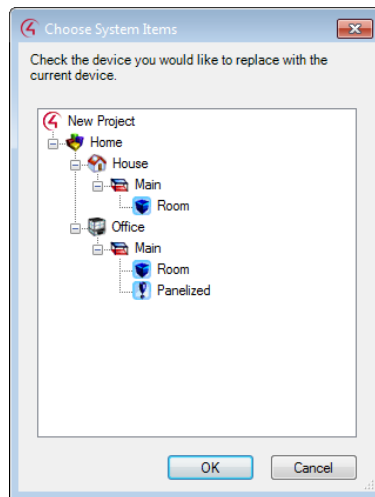 Choose System Items
Check the device you would like to replace with the
current device.
New Project
Home
House
Main
Room
Office
Main
Room
Panelized
OK
Cancel